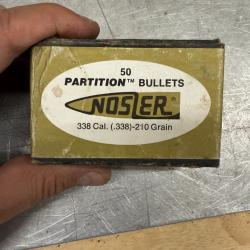 50
PARTITION™ BULLETS
NOSLER®
338 Cal. (.338)-210 Grain